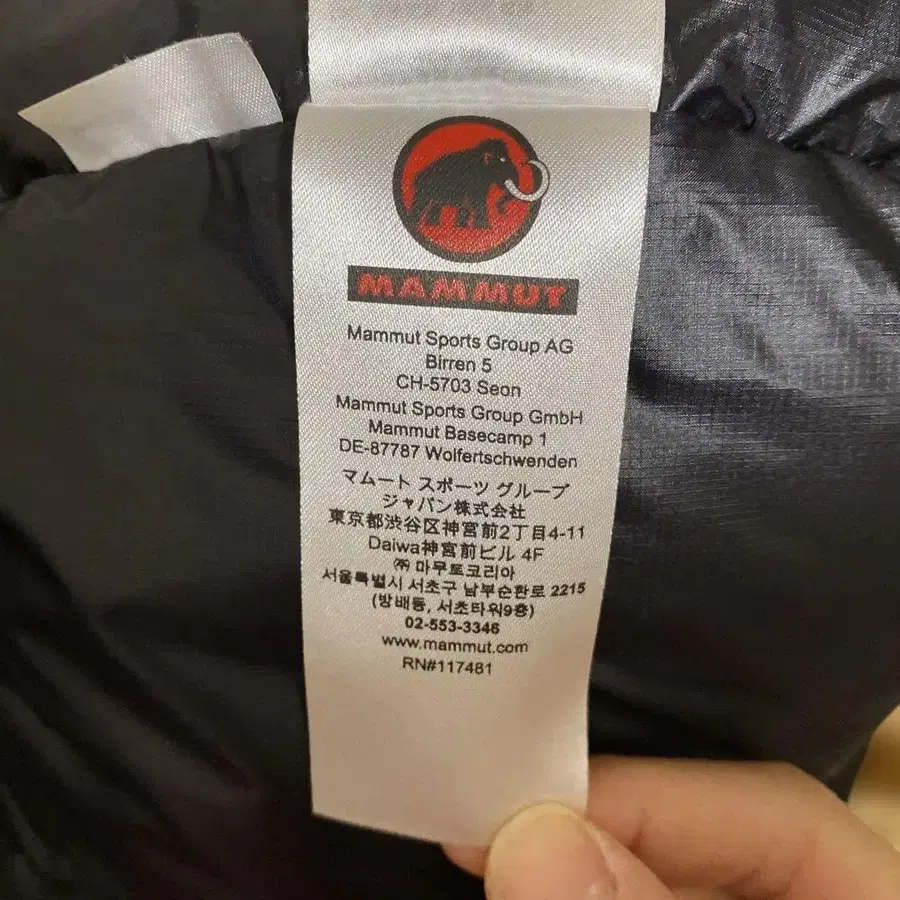 MAMMUT
Mammut Sports Group AG
Birren 5
CH-5703 Seon
Mammut Sports Group GmbH
Mammut Basecamp 1
DE-87787 Wolfertschwenden
マムート スポーツ グループ
ジャパン株式会社
東京都渋谷区神宮前2丁目4-11
Daiwa神宮前ビル 4F
㈜ 마무트코리아
서울특별시 서초구 남부순환로 2215
(방배동, 서초타워9층)
02-553-3346
www.mammut.com
RN#117481